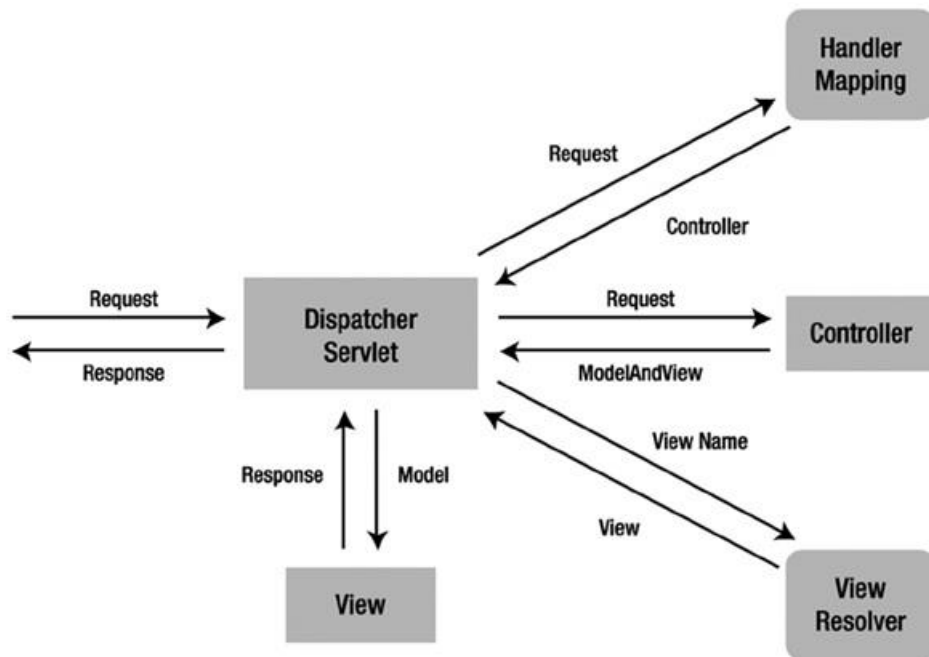 Handler
Mapping
Request
Controller
Request
Response
Dispatcher
Servlet
Request
ModelAndView
Controller
View Name
View
Response
Model
View
View
Resolver